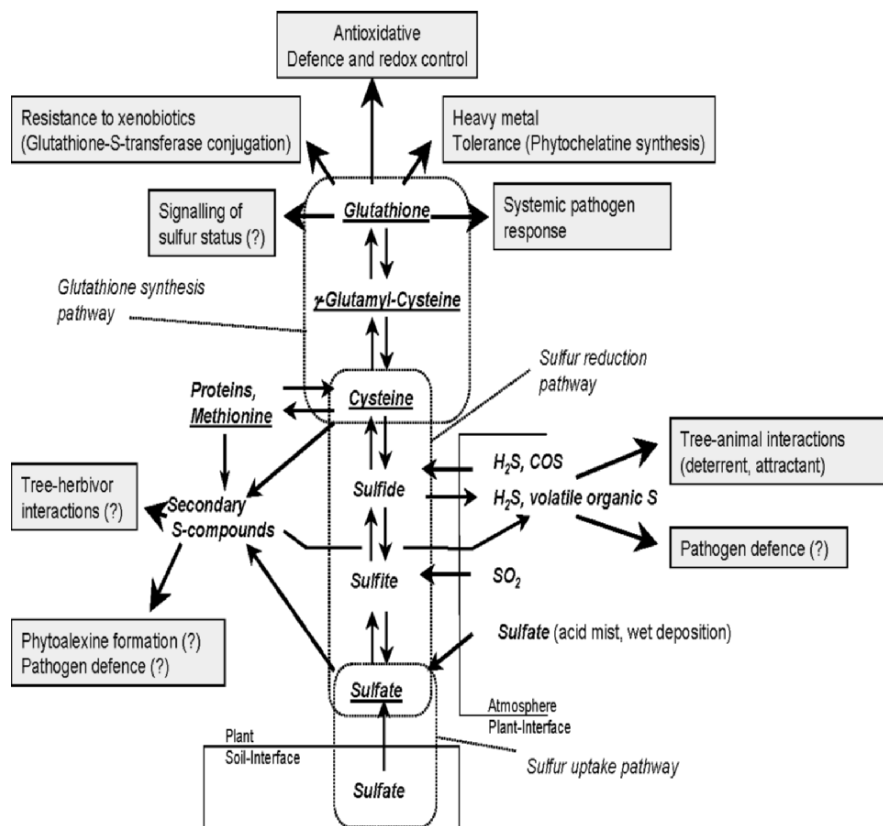 Antioxidative
Defence and redox control
Resistance to xenobiotics
(Glutathione-S-transferase conjugation)
Heavy metal
Tolerance (Phytochelatine synthesis)
Signalling of
sulfur status (?)
Glutathione
Systemic pathogen
response
Glutathione synthesis
pathway
γ-Glutamyl-Cysteine
Sulfur reduction
pathway
Proteins,
Methionine
Cysteine
Tree-animal interactions
(deterrent, attractant)
H₂S, COS
Sulfide
H₂S, volatile organic S
Tree-herbivor
interactions (?)
Secondary
S-compounds
Pathogen defence (?)
Sulfite
SO₂
Phytoalexine formation (?)
Pathogen defence (?)
Sulfate (acid mist, wet deposition)
Sulfate
Atmosphere
Plant-Interface
Plant
Soil-Interface
Sulfur uptake pathway
Sulfate